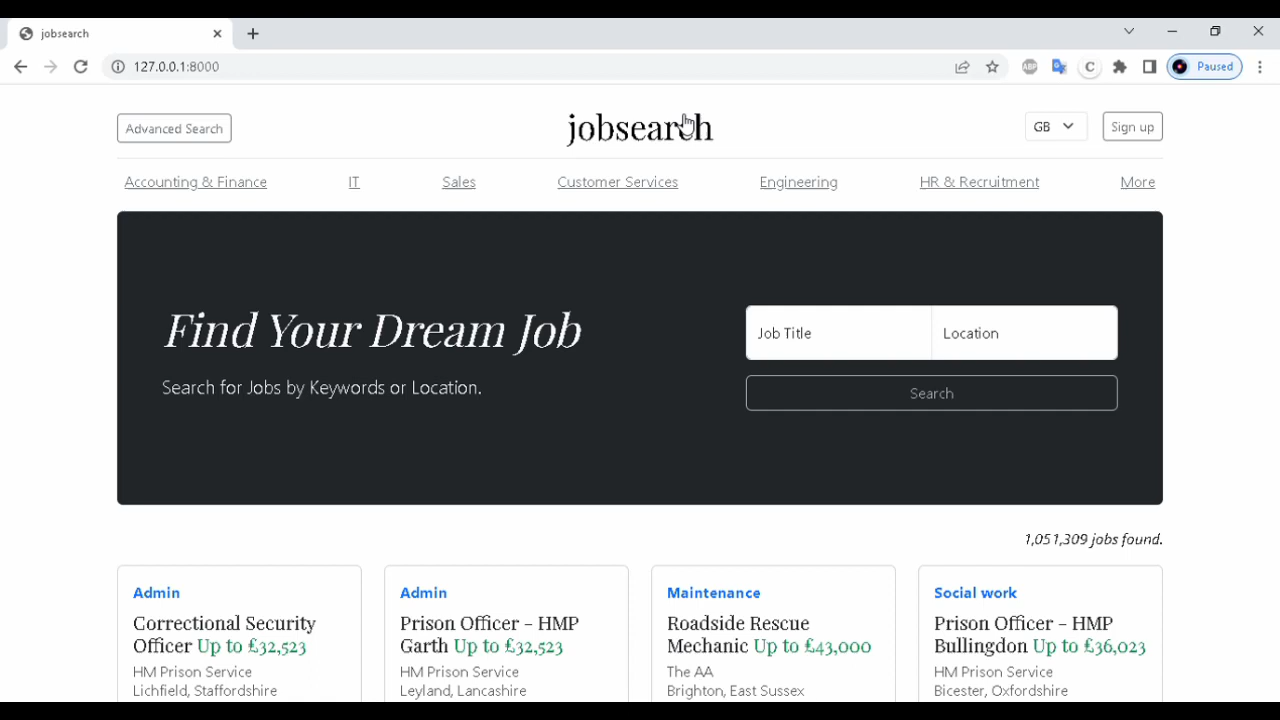 jobsearch
127.0.0.1:8000
ABP
C
Paused
Advanced Search
jobsearch
GB
Sign up
Accounting & Finance
IT
Sales
Customer Services
Engineering
HR & Recruitment
More
Find Your Dream Job
Search for Jobs by Keywords or Location.
Job Title
Location
Search
1,051,309 jobs found.
Admin
Correctional Security
Officer Up to £32,523
HM Prison Service
Lichfield, Staffordshire
Admin
Prison Officer – HMP
Garth Up to £32,523
HM Prison Service
Leyland, Lancashire
Maintenance
Roadside Rescue
Mechanic Up to £43,000
The AA
Brighton, East Sussex
Social work
Prison Officer – HMP
Bullingdon Up to £36,023
HM Prison Service
Bicester, Oxfordshire